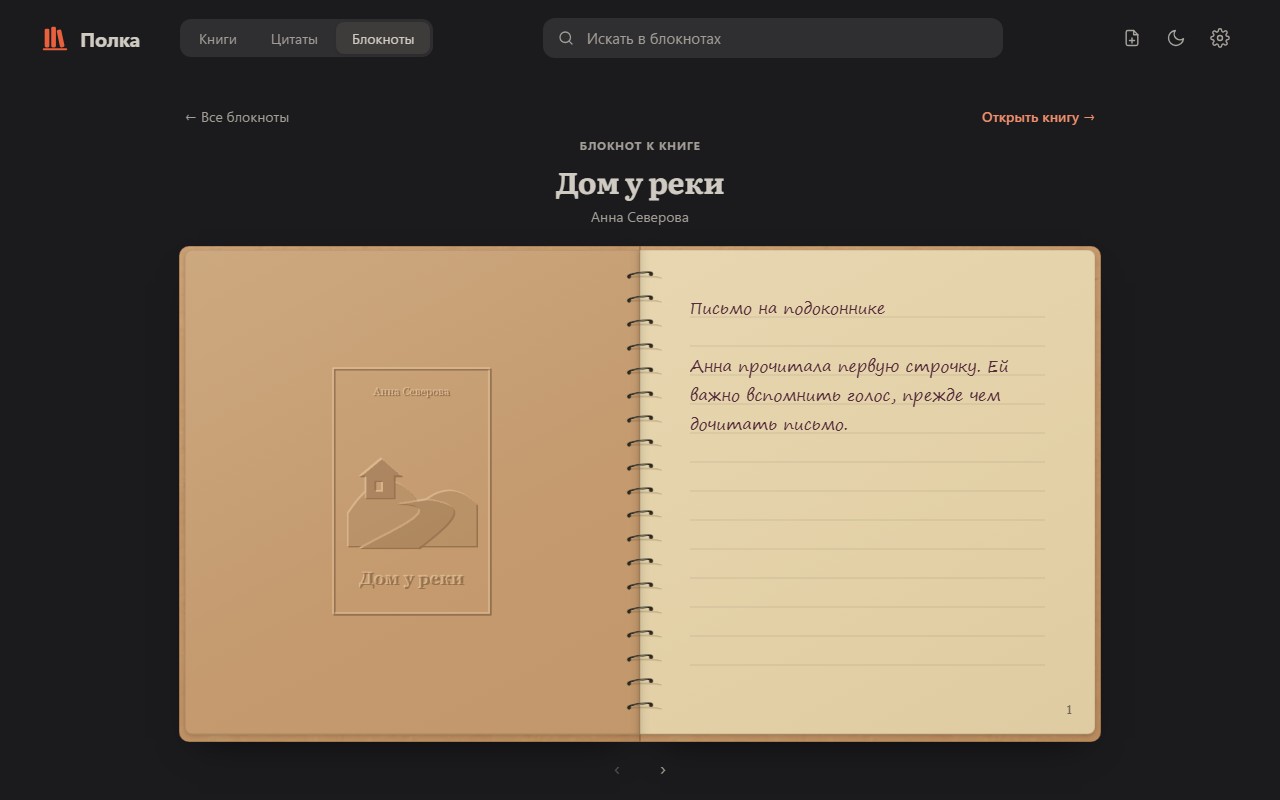 Полка
Книги
Цитаты
Блокноты
Искать в блокнотах
← Все блокноты
Открыть книгу →
БЛОКНОТ К КНИГЕ
Дом у реки
Анна Северова
Анна Северова
Дом у реки
Письмо на подоконнике
Анна прочитала первую строчку. Ей
важно вспомнить голос, прежде чем
дочитать письмо.
1
‹ ›